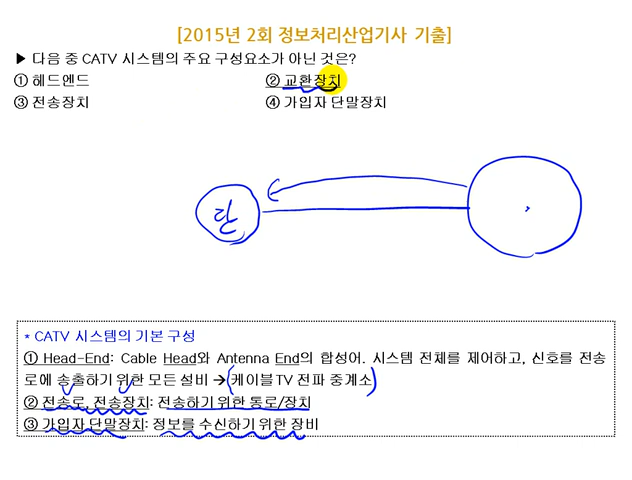 [2015년 2회 정보처리산업기사 기출]
▶ 다음 중 CATV 시스템의 주요 구성요소가 아닌 것은?
① 헤드엔드 ② 교환장치
③ 전송장치 ④ 가입자 단말장치
단
* CATV 시스템의 기본 구성
① Head-End: Cable Head와 Antenna End의 합성어. 시스템 전체를 제어하고, 신호를 전송
로에 송출하기 위한 모든 설비 →(케이블TV 전파 중계소)
② 전송로, 전송장치: 전송하기 위한 통로/장치
③ 가입자 단말장치: 정보를 수신하기 위한 장비